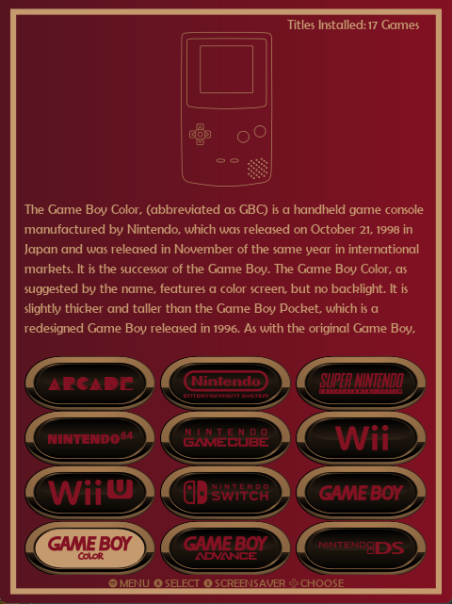 Titles Installed: 17 Games
The Game Boy Color, (abbreviated as GBC) is a handheld game console
manufactured by Nintendo, which was released on October 21, 1998 in
Japan and was released in November of the same year in international
markets. It is the successor of the Game Boy. The Game Boy Color, as
suggested by the name, features a color screen, but no backlight. It is
slightly thicker and taller than the Game Boy Pocket, which is a
redesigned Game Boy released in 1996. As with the original Game Boy,
ARCADE
Nintendo
ENTERTAINMENT SYSTEM
SUPER NINTENDO
ENTERTAINMENT SYSTEM
NINTENDO64
NINTENDO
GAMECUBE
Wii
Wii U
NINTENDO
SWITCH
GAME BOY
GAME BOY
COLOR
GAME BOY
ADVANCE
NINTENDO DS
MENU A SELECT SCREENSAVER CHOOSE